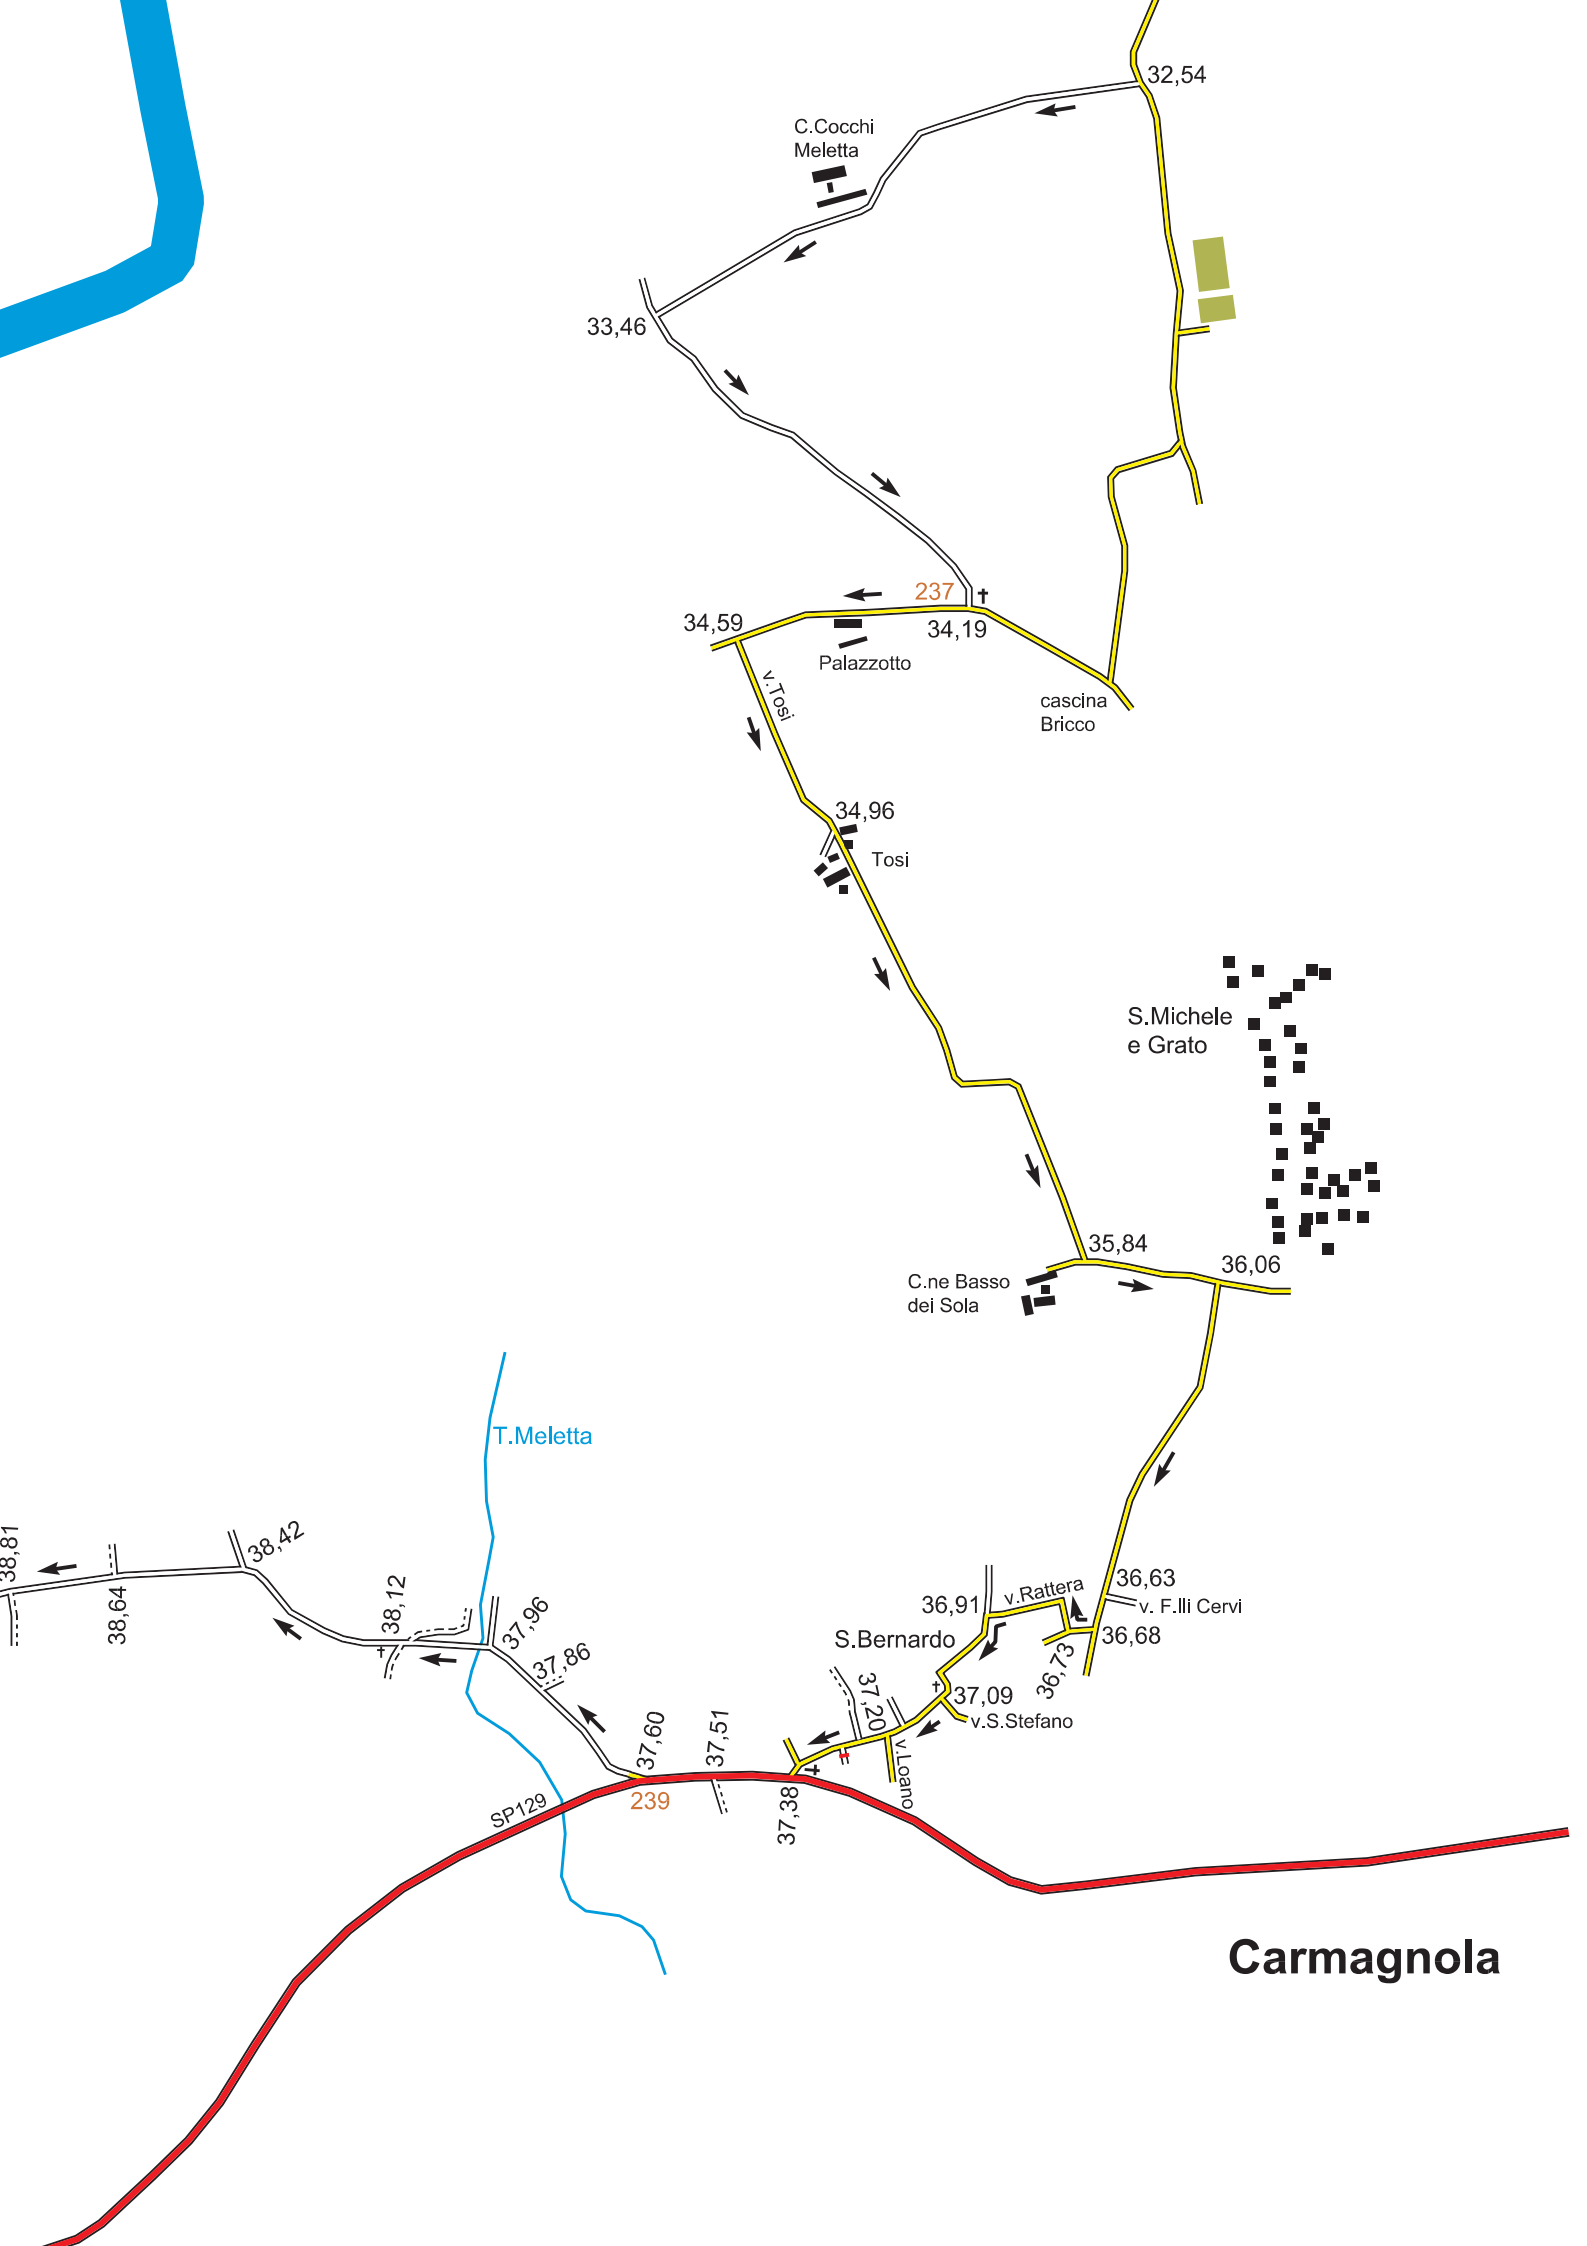 32,54
C.Cocchi
Meletta
33,46
237
34,19
34,59
Palazzotto
v.Tosi
cascina
Bricco
34,96
Tosi
S.Michele
e Grato
35,84
36,06
C.ne Basso
dei Sola
T.Meletta
38,81
38,64
38,42
38,12
37,96
37,86
36,63
v. F.lli Cervi
v.Rattera
36,91
36,68
36,73
S.Bernardo
37,09
v.S.Stefano
37,20
v.Loano
37,60
37,51
37,38
239
SP129
Carmagnola